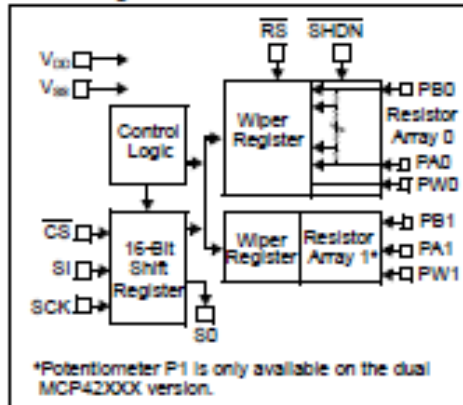 RS SHDN
VDD
VSS
Control
Logic
Wiper
Register
PB0
Resistor
Array 0
PA0
PW0
CS
SI
SCK
16-Bit
Shift
Register
S0
Wiper
Register
Resistor
Array 1*
PB1
PA1
PW1
*Potentiometer P1 is only available on the dual
MCP42XXX version.